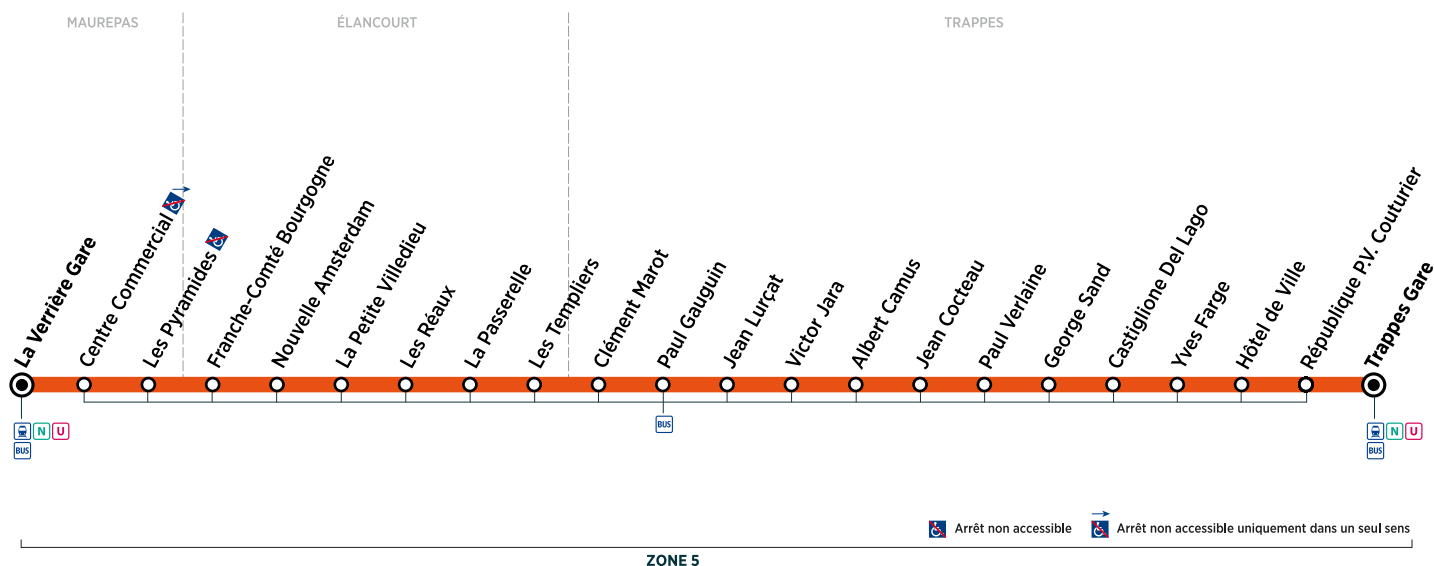 MAUREPAS
ÉLANCOURT
TRAPPES
La Verrière Gare
Centre Commercial
Les Pyramides
Franche-Comté Bourgogne
Nouvelle Amsterdam
La Petite Villedieu
Les Réaux
La Passerelle
Les Templiers
Clément Marot
Paul Gauguin
Jean Lurçat
Victor Jara
Albert Camus
Jean Cocteau
Paul Verlaine
George Sand
Castiglione Del Lago
Yves Farge
Hôtel de Ville
République P.V. Couturier
Trappes Gare
N U
BUS
BUS
N U
BUS
Arrêt non accessible
Arrêt non accessible uniquement dans un seul sens
ZONE 5